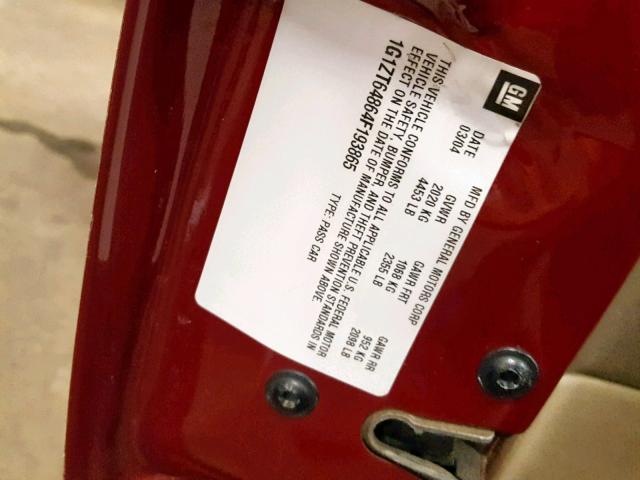 GM
MFD BY GENERAL MOTORS CORP
DATE GVWR GAWR FRT GAWR RR
03/04 2020 KG 1068 KG 952 KG
4453 LB 2355 LB 2098 LB
THIS VEHICLE CONFORMS TO ALL APPLICABLE U.S. FEDERAL MOTOR
VEHICLE SAFETY, BUMPER, AND THEFT PREVENTION STANDARDS IN
EFFECT ON THE DATE OF MANUFACTURE SHOWN ABOVE.
1G1ZT64864F193865 TYPE: PASS CAR